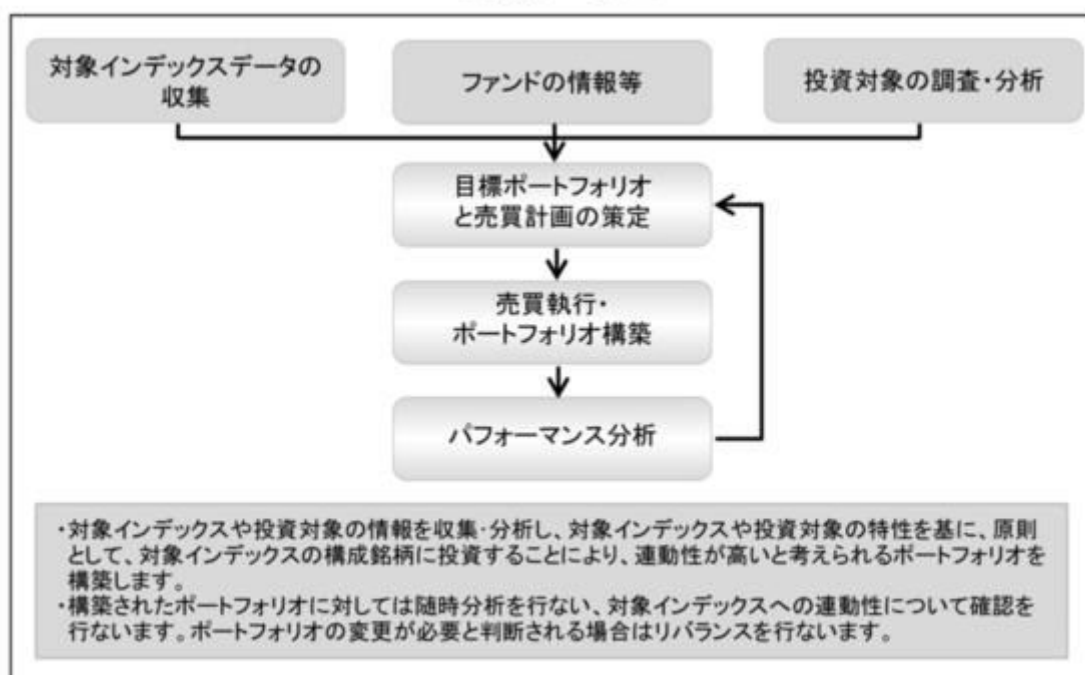 対象インデックスデータの
収集
ファンドの情報等
投資対象の調査・分析
目標ポートフォリオ
と売買計画の策定
売買執行・
ポートフォリオ構築
パフォーマンス分析
・対象インデックスや投資対象の情報を収集・分析し、対象インデックスや投資対象の特性を基に、原則
として、対象インデックスの構成銘柄に投資することにより、連動性が高いと考えられるポートフォリオを
構築します。
・構築されたポートフォリオに対しては随時分析を行ない、対象インデックスへの連動性について確認を
行ないます。ポートフォリオの変更が必要と判断される場合はリバランスを行ないます。